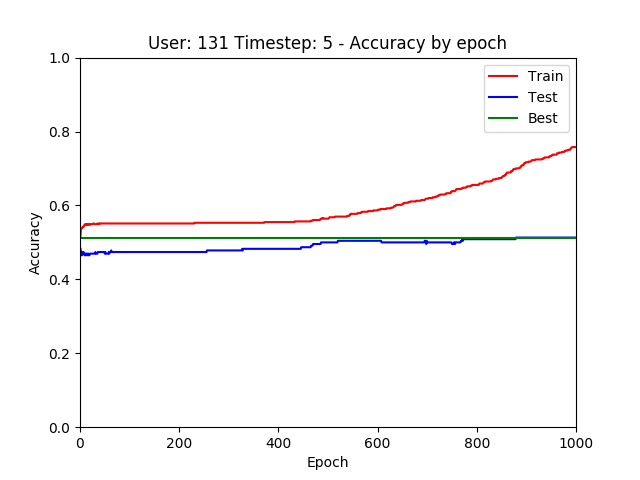 User: 131 Timestep: 5 - Accuracy by epoch
1.0
0.8
0.6
0.4
0.2
0.0
Accuracy
Train
Test
Best
0 200 400 600 800 1000
Epoch